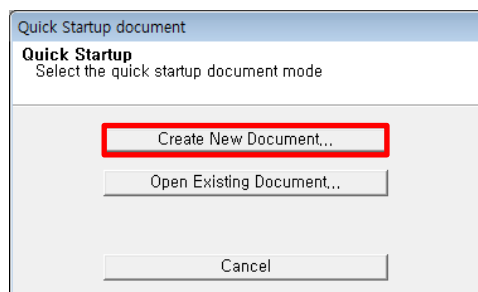 Quick Startup document
Quick Startup
Select the quick startup document mode
Create New Document,,,
Open Existing Document,,,
Cancel